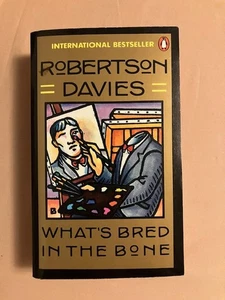 INTERNATIONAL BESTSELLER
ROBERTSON
DAVIES
WHAT'S BRED
IN THE BONE